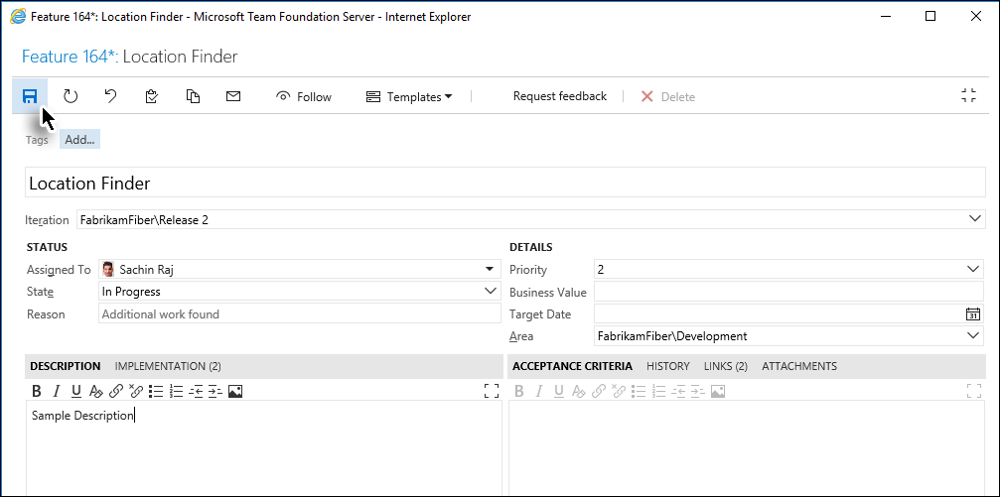 Feature 164*: Location Finder - Microsoft Team Foundation Server - Internet Explorer
Feature 164*: Location Finder
Follow Templates Request feedback Delete
Tags Add...
Location Finder
Iteration FabrikamFiber\Release 2
STATUS
Assigned To Sachin Raj
State In Progress
Reason Additional work found
DETAILS
Priority 2
Business Value
Target Date 31
Area FabrikamFiber\Development
DESCRIPTION IMPLEMENTATION (2)
B I U A
Sample Description
ACCEPTANCE CRITERIA HISTORY LINKS (2) ATTACHMENTS
B I U A